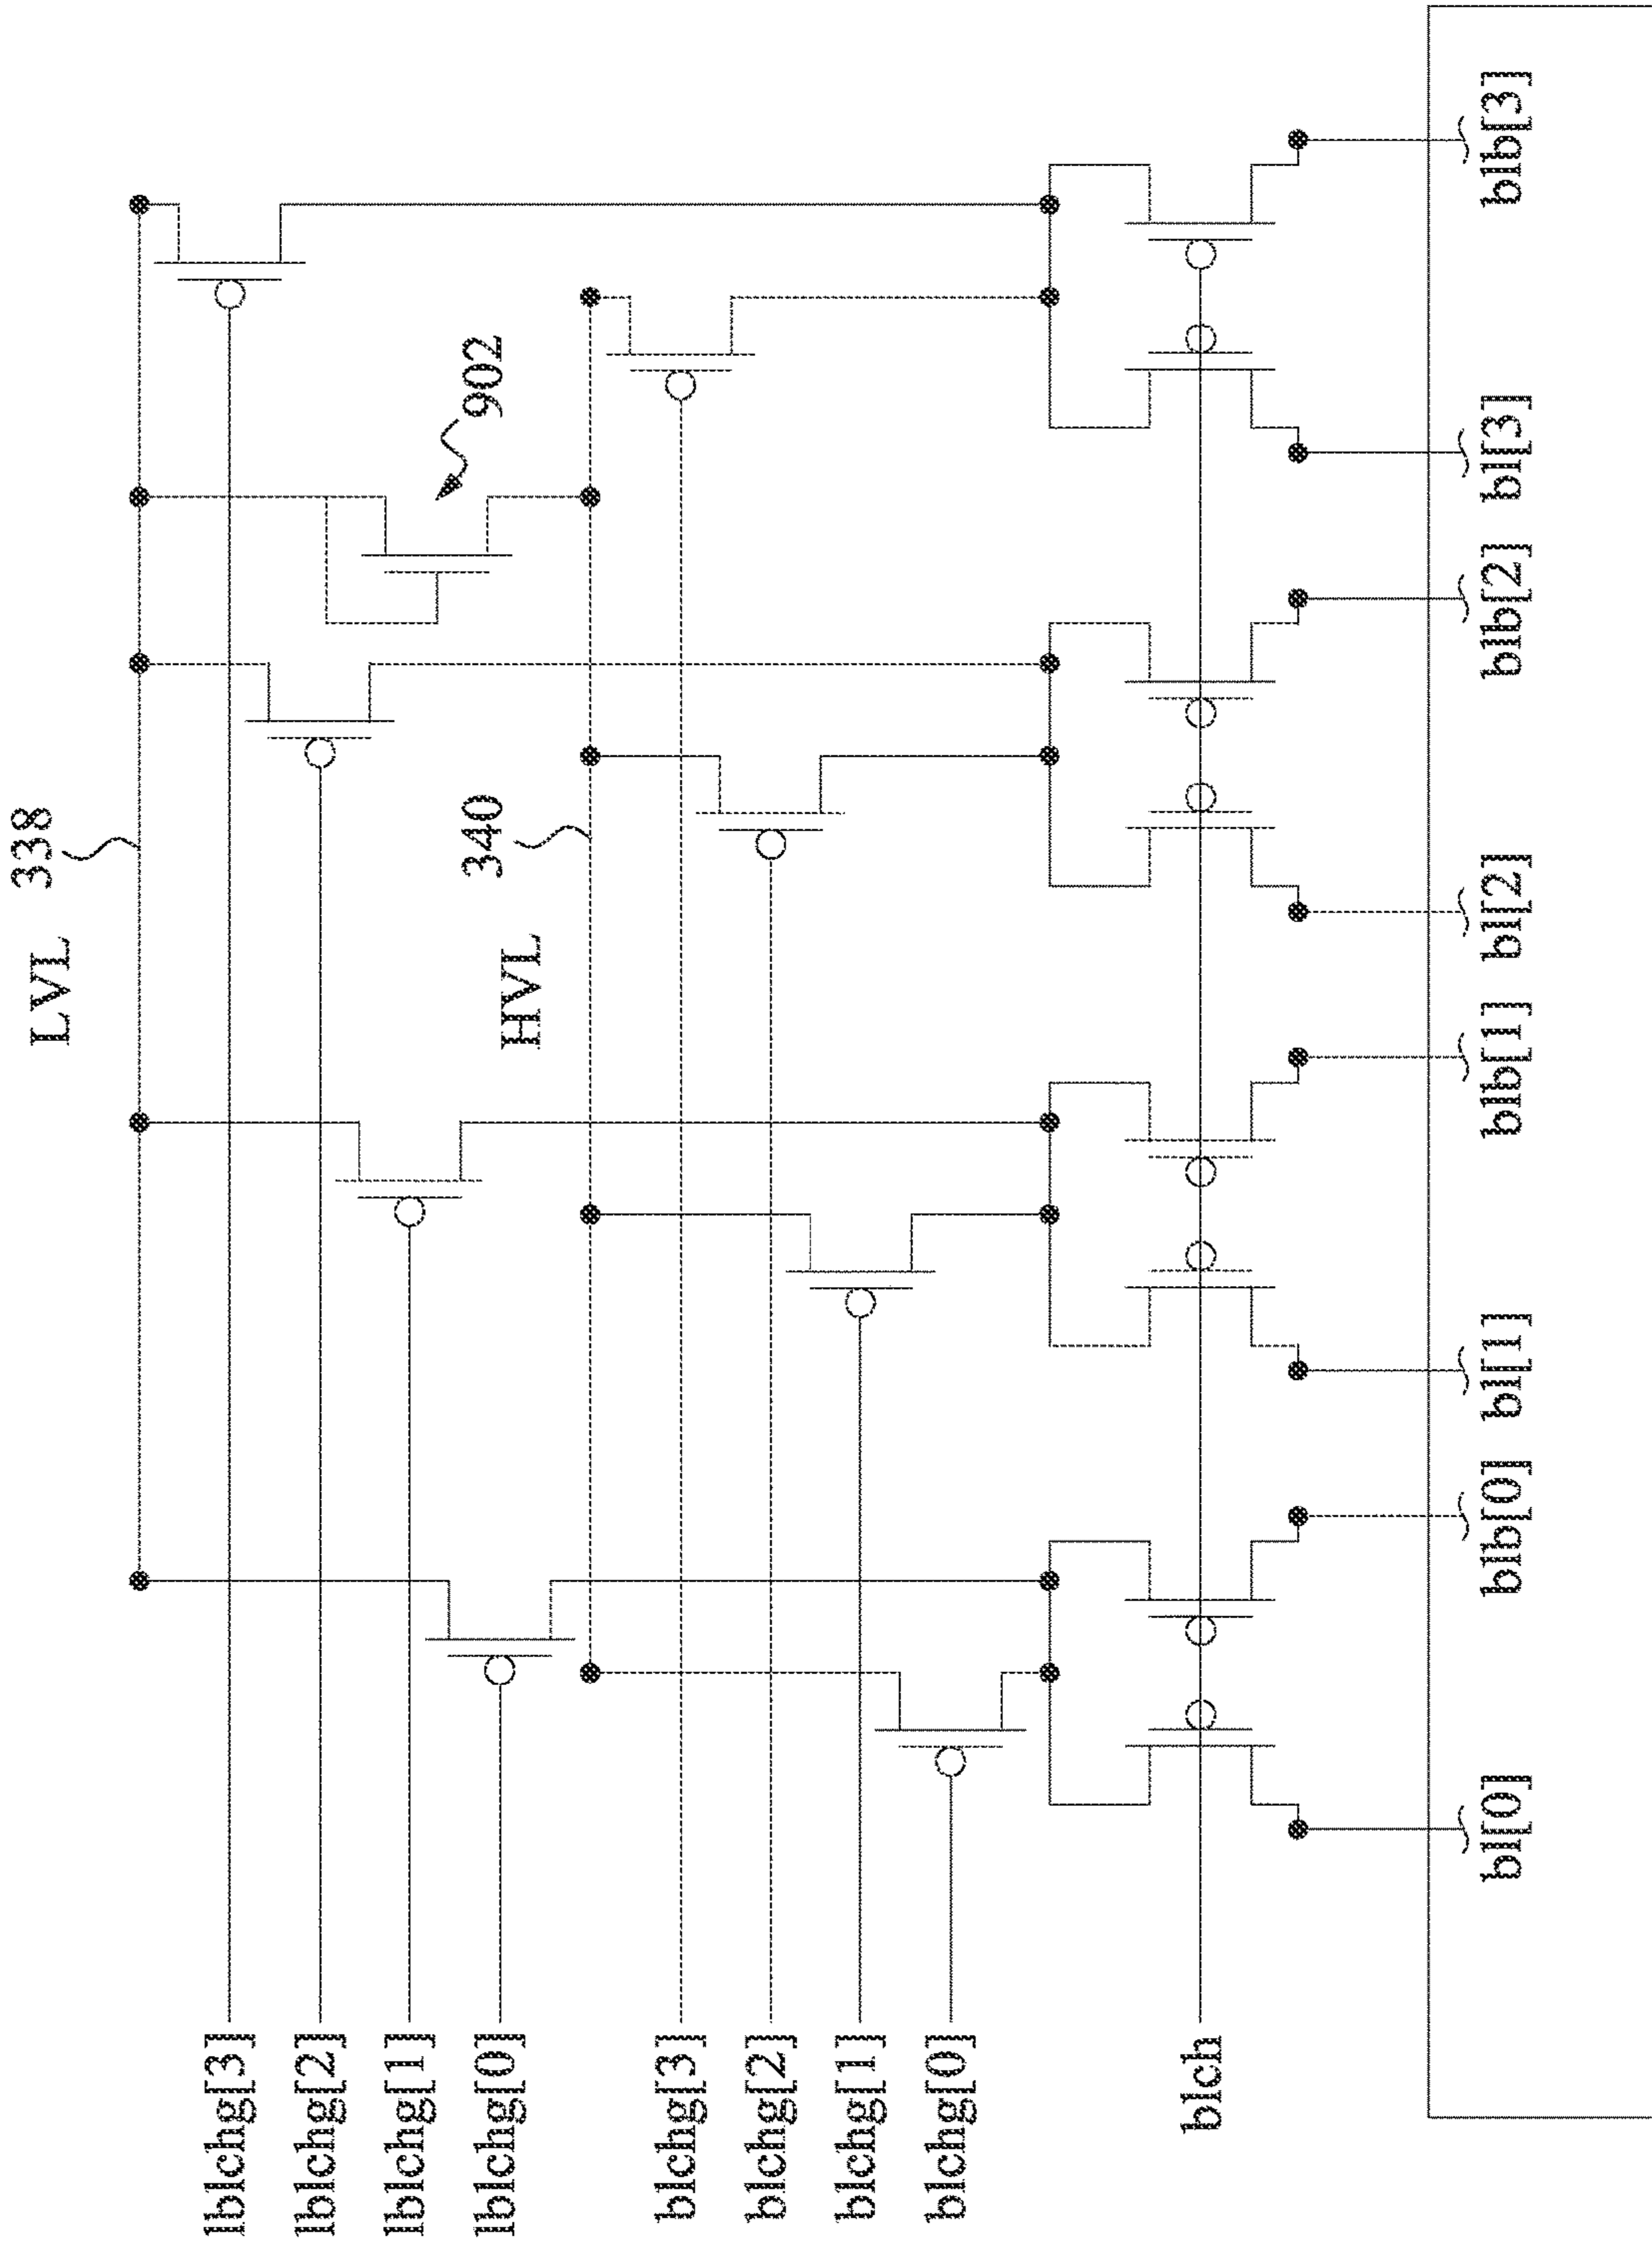 LVL 338
902
HVL 340
lblchg[3]
lblchg[2]
lblchg[1]
lblchg[0]
blchg[3]
blchg[2]
blchg[1]
blchg[0]
blch
bl[0] blb[0] bl[1] blb[1] bl[2] blb[2] bl[3] blb[3]